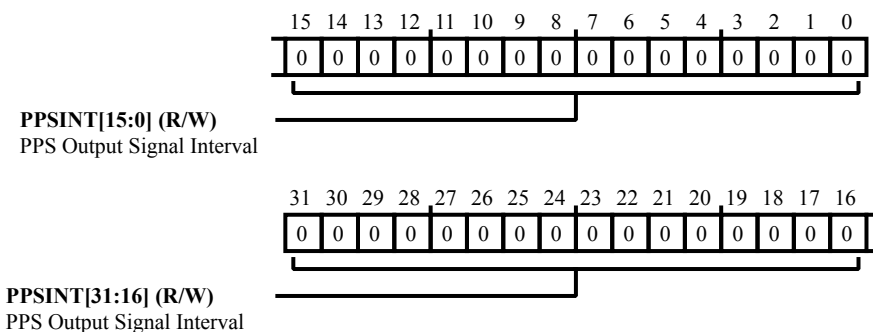 15 14 13 12 11 10 9 8 7 6 5 4 3 2 1 0
0 0 0 0 0 0 0 0 0 0 0 0 0 0 0 0
PPSINT[15:0] (R/W)
PPS Output Signal Interval
31 30 29 28 27 26 25 24 23 22 21 20 19 18 17 16
0 0 0 0 0 0 0 0 0 0 0 0 0 0 0 0
PPSINT[31:16] (R/W)
PPS Output Signal Interval